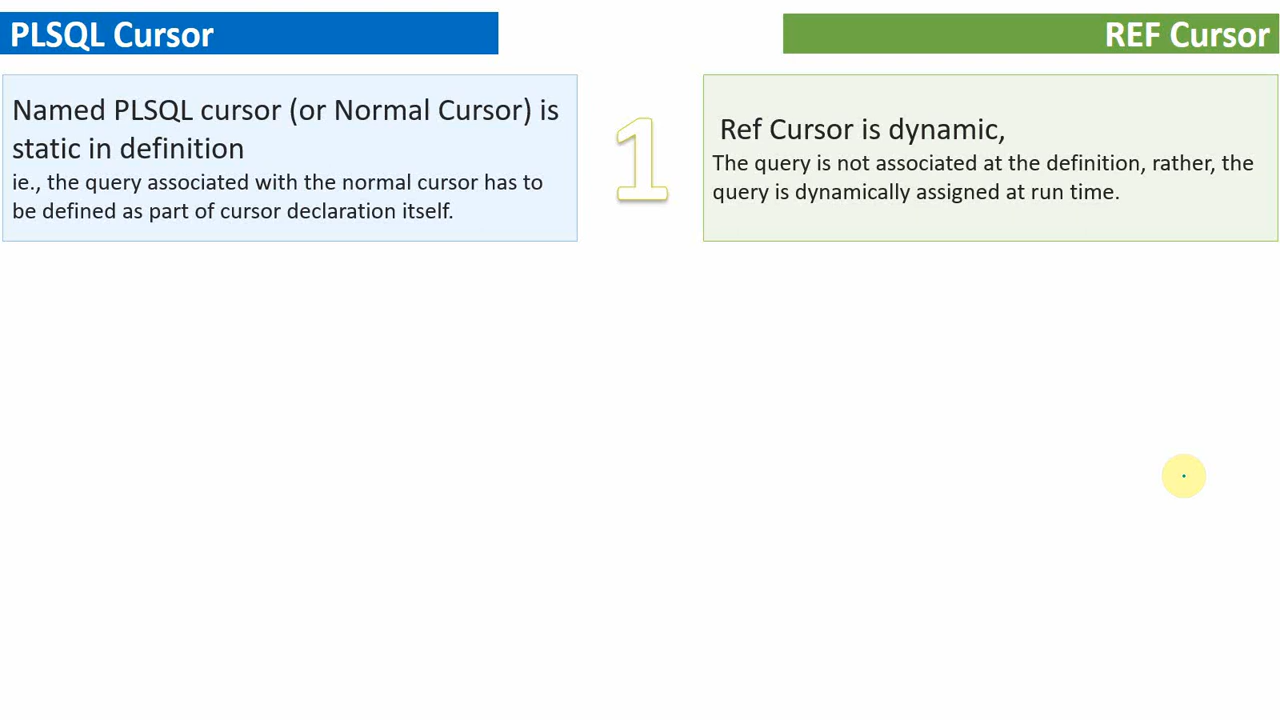 PLSQL Cursor
REF Cursor
Named PLSQL cursor (or Normal Cursor) is
static in definition
ie., the query associated with the normal cursor has to
be defined as part of cursor declaration itself.
1
Ref Cursor is dynamic,
The query is not associated at the definition, rather, the
query is dynamically assigned at run time.